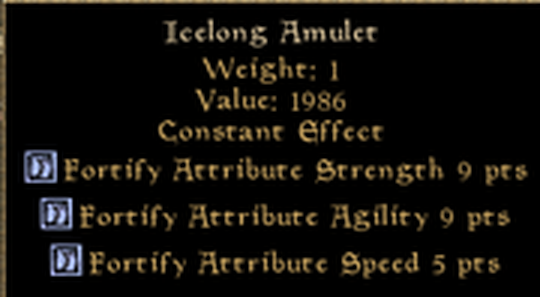 Icelong Amulet
Weight: 1
Value: 1986
Constant Effect
Fortify Attribute Strength 9 pts
Fortify Attribute Agility 9 pts
Fortify Attribute Speed 5 pts